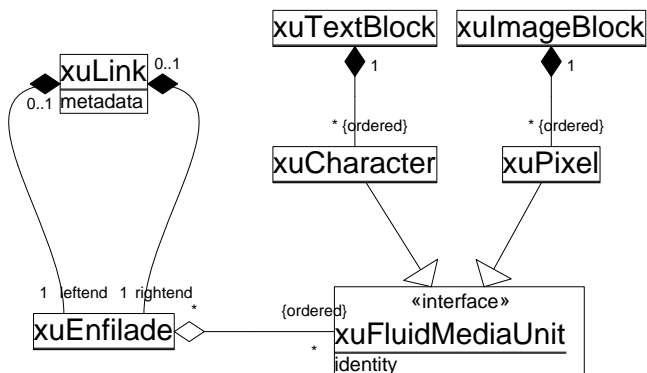 xuTextBlock
xuImageBlock
xuLink
metadata
0..1
0..1
1
1
* {ordered}
* {ordered}
xuCharacter
xuPixel
1 leftend
1 rightend
xuEnfilade
*
{ordered}
*
«interface»
xuFluidMediaUnit
identity